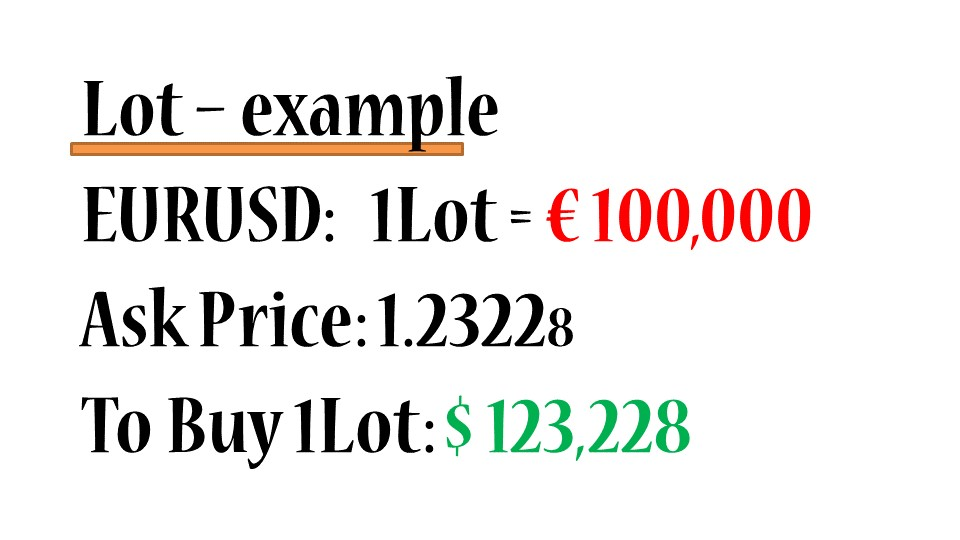 Lot – example
EURUSD: 1Lot = € 100,000
Ask Price: 1.23228
To Buy 1Lot: $ 123,228